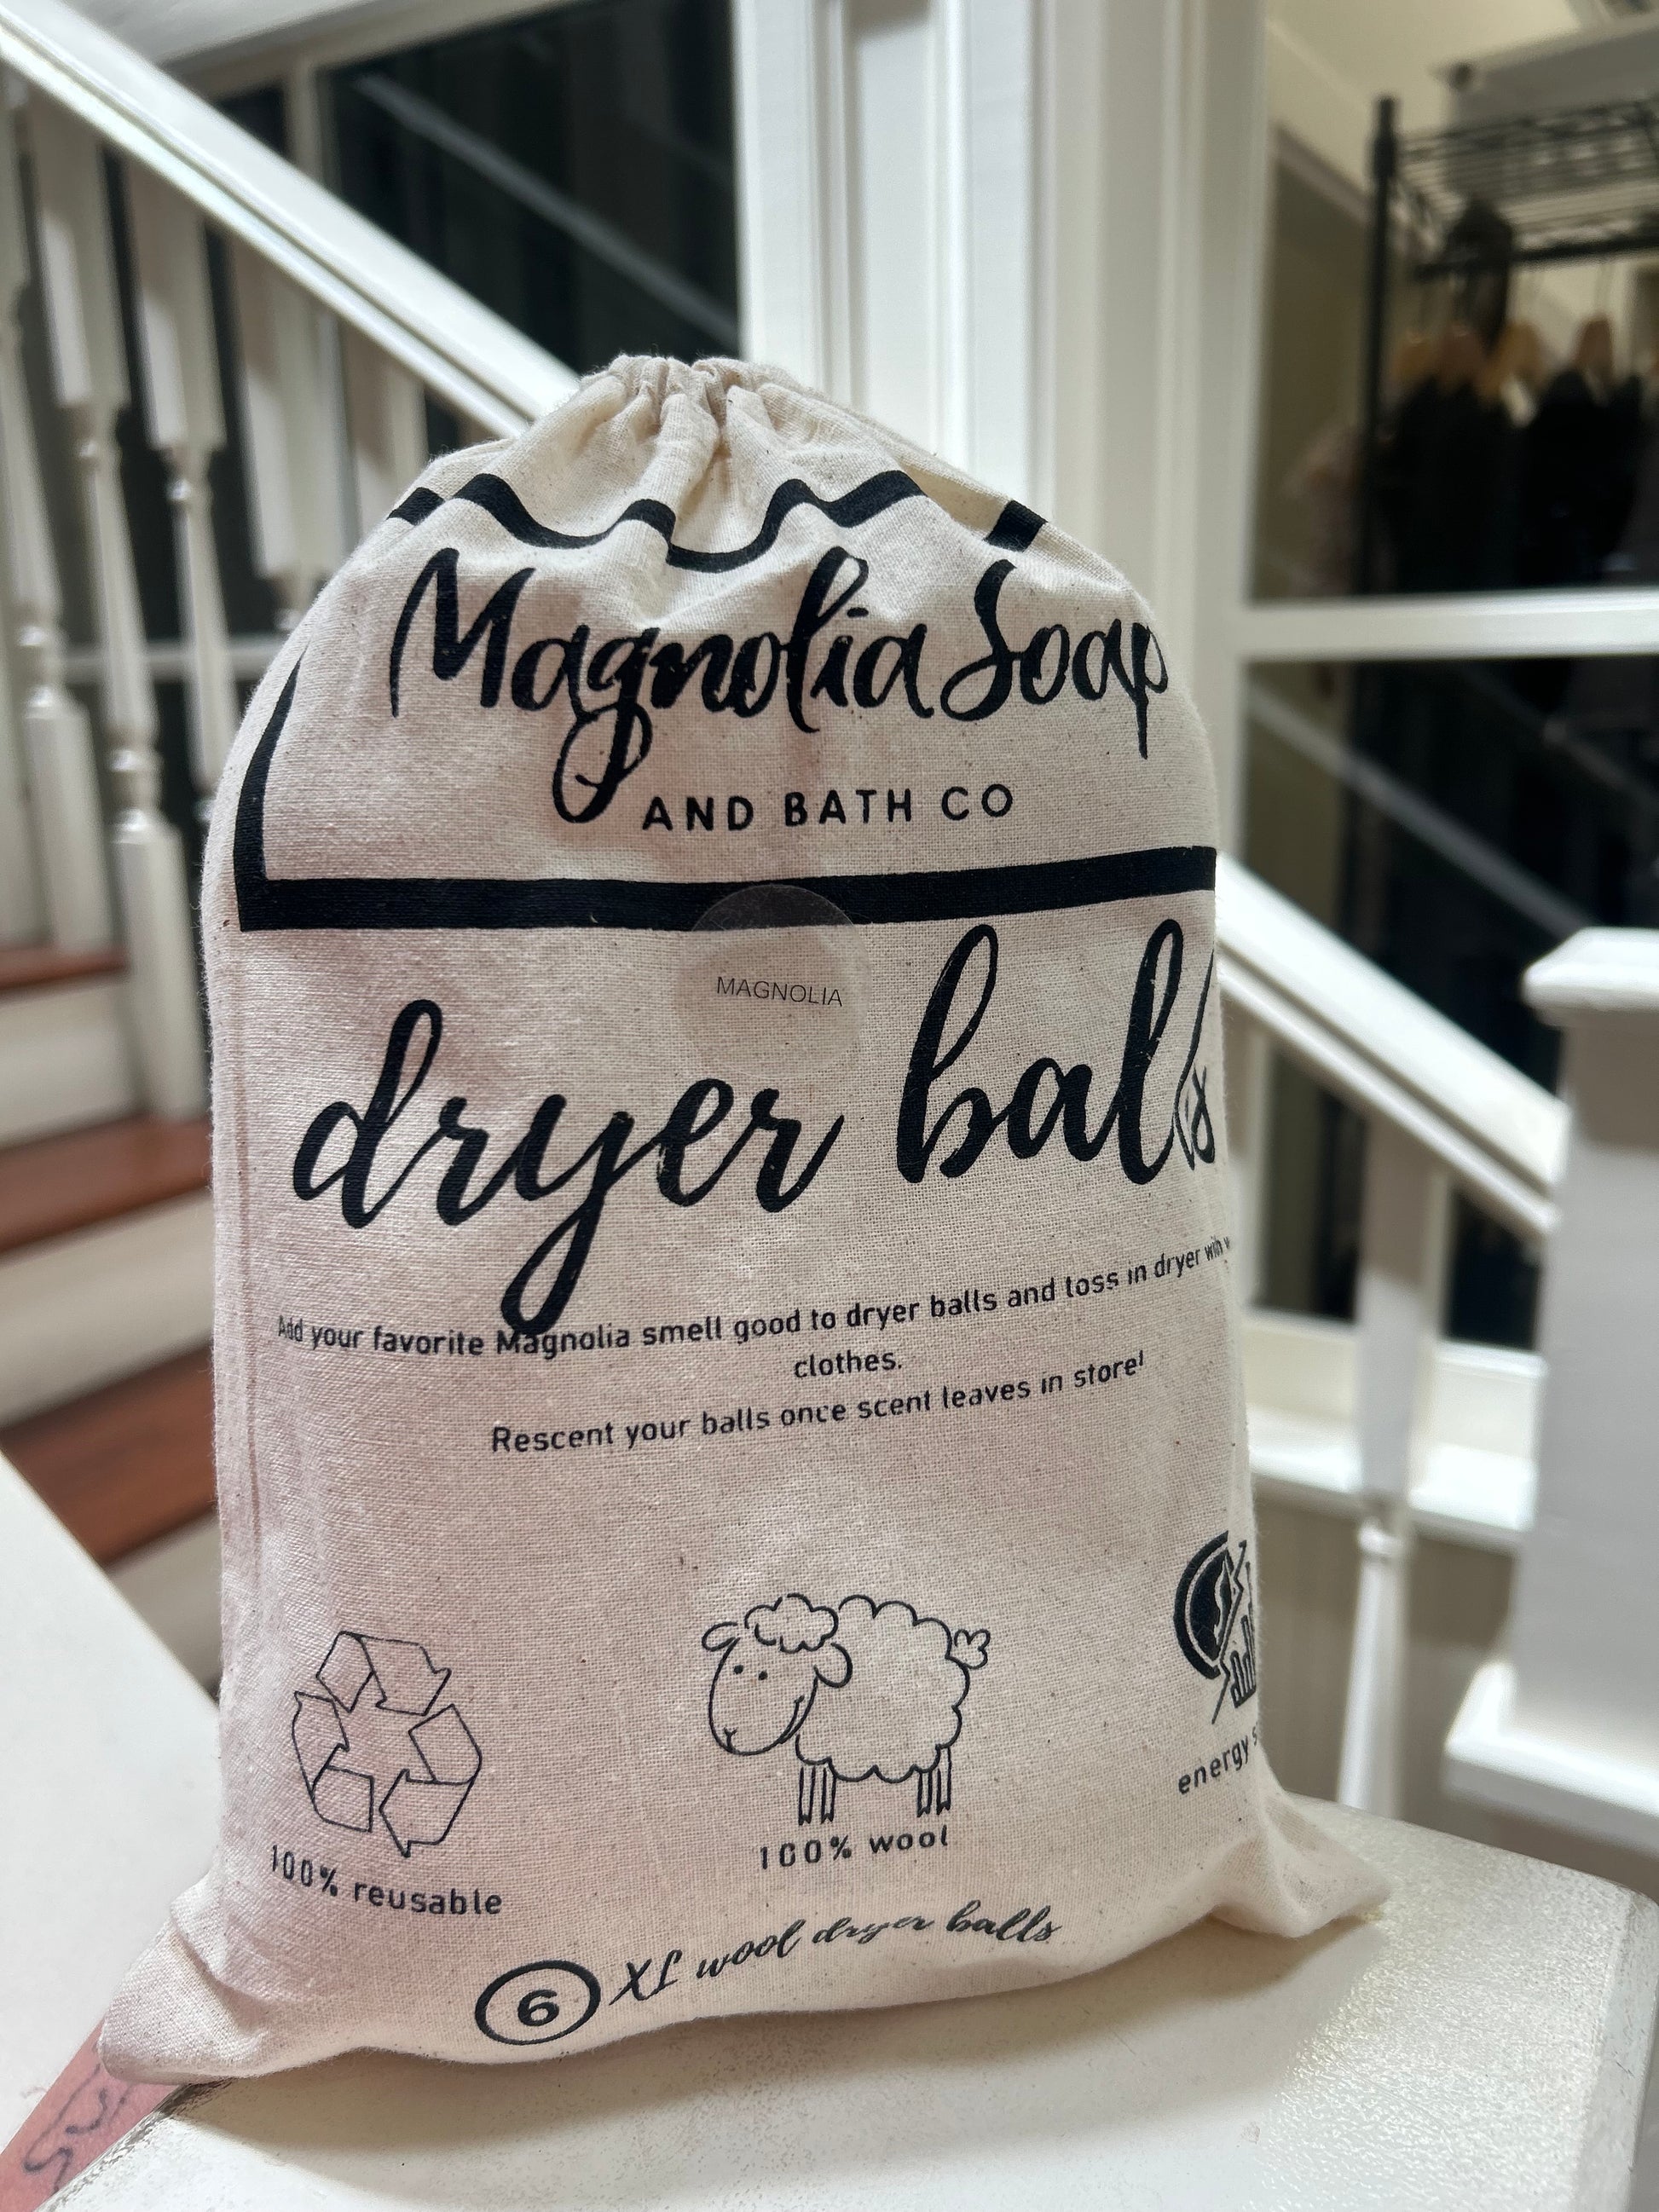 Magnolia Soap
AND BATH CO
MAGNOLIA
dryer balls
Add your favorite Magnolia smell good to dryer balls and loss in dryer with
clothes.
Rescent your balls once scent leaves in store!
energy
100% wool
100% reusable
6 XL wool dryer balls